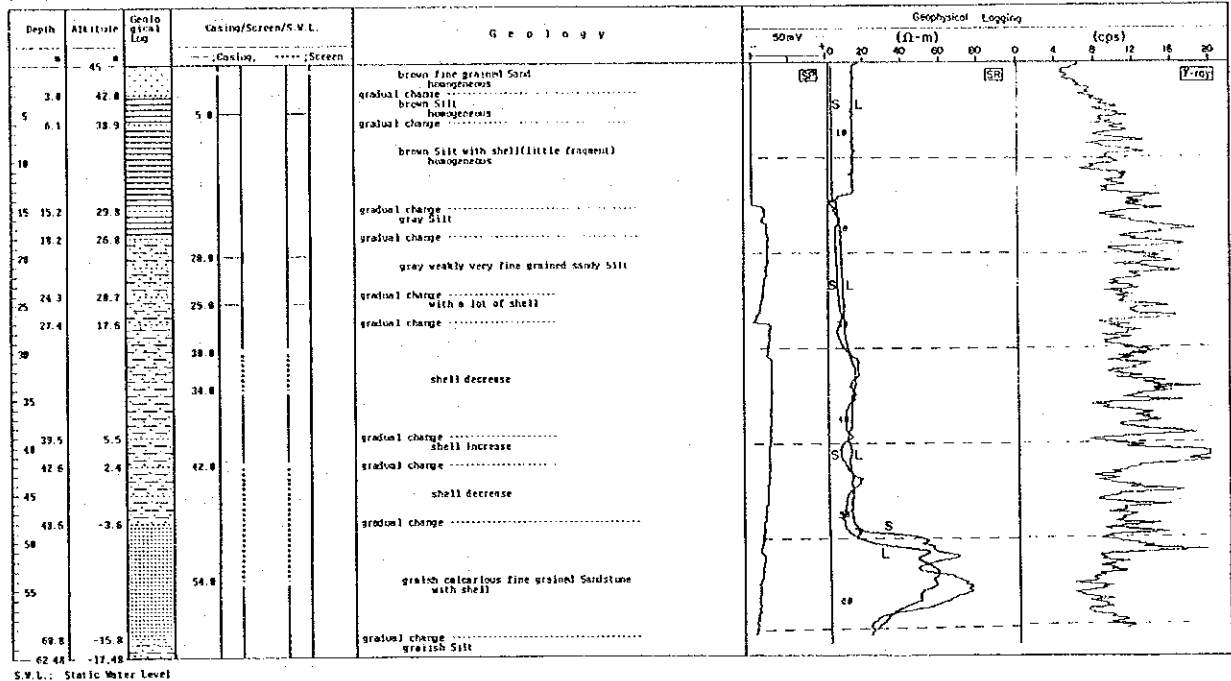 Depth Altitude Geolo gical Log Casing/Screen/S.W.L. G e o l o g y Geophysical Logging
m m ---;Casing, ·····;Screen
50mV
- +
0 20 (Ω-m) 40 60 80 0
(cps)
8 12 16 20
SP SR γ-ray
45
brown fine grained Sand
homogeneous
3.0 42.0 gradual change
brown Silt
homogeneous
5 5.0
6.1 38.9 gradual change
brown Silt with shell(little fragment)
homogeneous
10
S L
10
15 15.2 29.8 gradual change
gray Silt
18.2 26.8 gradual change
20 20.0 gray weakly very fine grained sandy Silt
S L
24.3 20.7 gradual change
with a lot of shell
25 25.0
27.4 17.6 gradual change
30 30.0
shell decrease
34.0
35
39.5 5.5 gradual change
shell increase
40
S L
42.6 2.4 42.0 gradual change
shell decrease
45
48.6 -3.6 gradual change
50
S
L
54.0 graish calcarious fine grained Sandstone
with shell
55
60.8 -15.8 gradual change
graiish Silt
62.48 -17.48
S.W.L.; Static Water Level